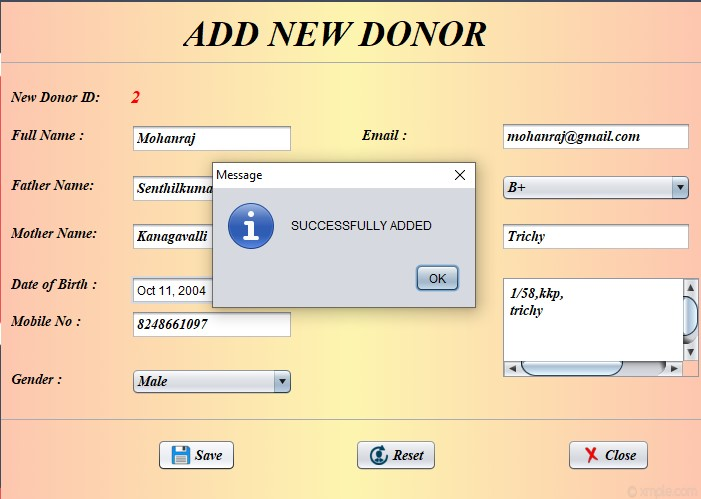 ADD NEW DONOR
New Donor ID: 2
Full Name : Mohanraj Email : mohanraj@gmail.com
Message
Father Name: B+
SUCCESSFULLY ADDED
Mother Name: Kanagavalli Trichy
OK
Date of Birth : Oct 11, 2004 1/58,kkp,
trichy
Mobile No : 8248661097
Gender : Male
Save Reset Close